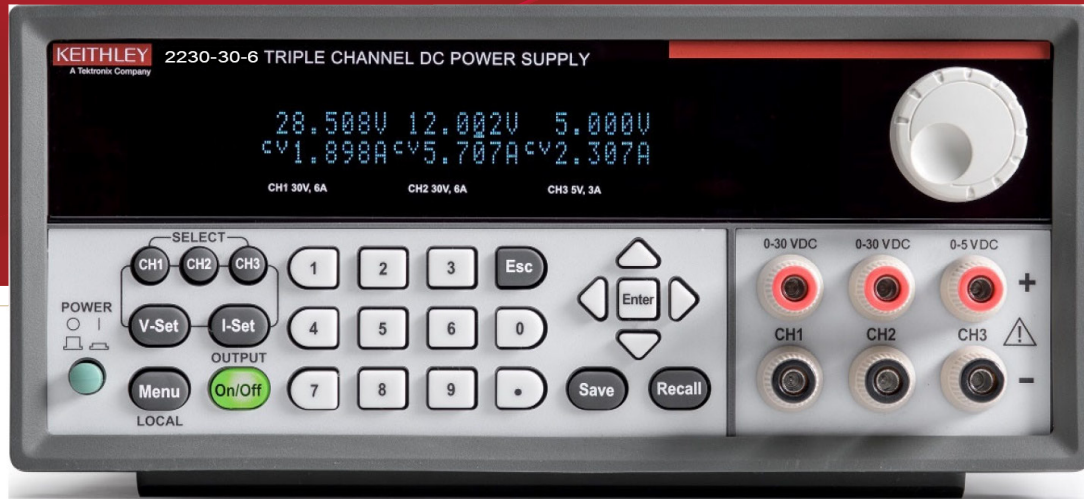 KEITHLEY 2230-30-6 TRIPLE CHANNEL DC POWER SUPPLY
A Tektronix Company
28.508V 12.002V 5.000V
CV1.898A CV5.707A CV2.307A
CH1 30V, 6A CH2 30V, 6A CH3 5V, 3A
SELECT
CH1 CH2 CH3
1 2 3 Esc
POWER
V-Set I-Set
4 5 6 0
Enter
OUTPUT
Menu On/Off
7 8 9 .
Save Recall
LOCAL
0-30 VDC 0-30 VDC 0-5 VDC
+
CH1 CH2 CH3
-